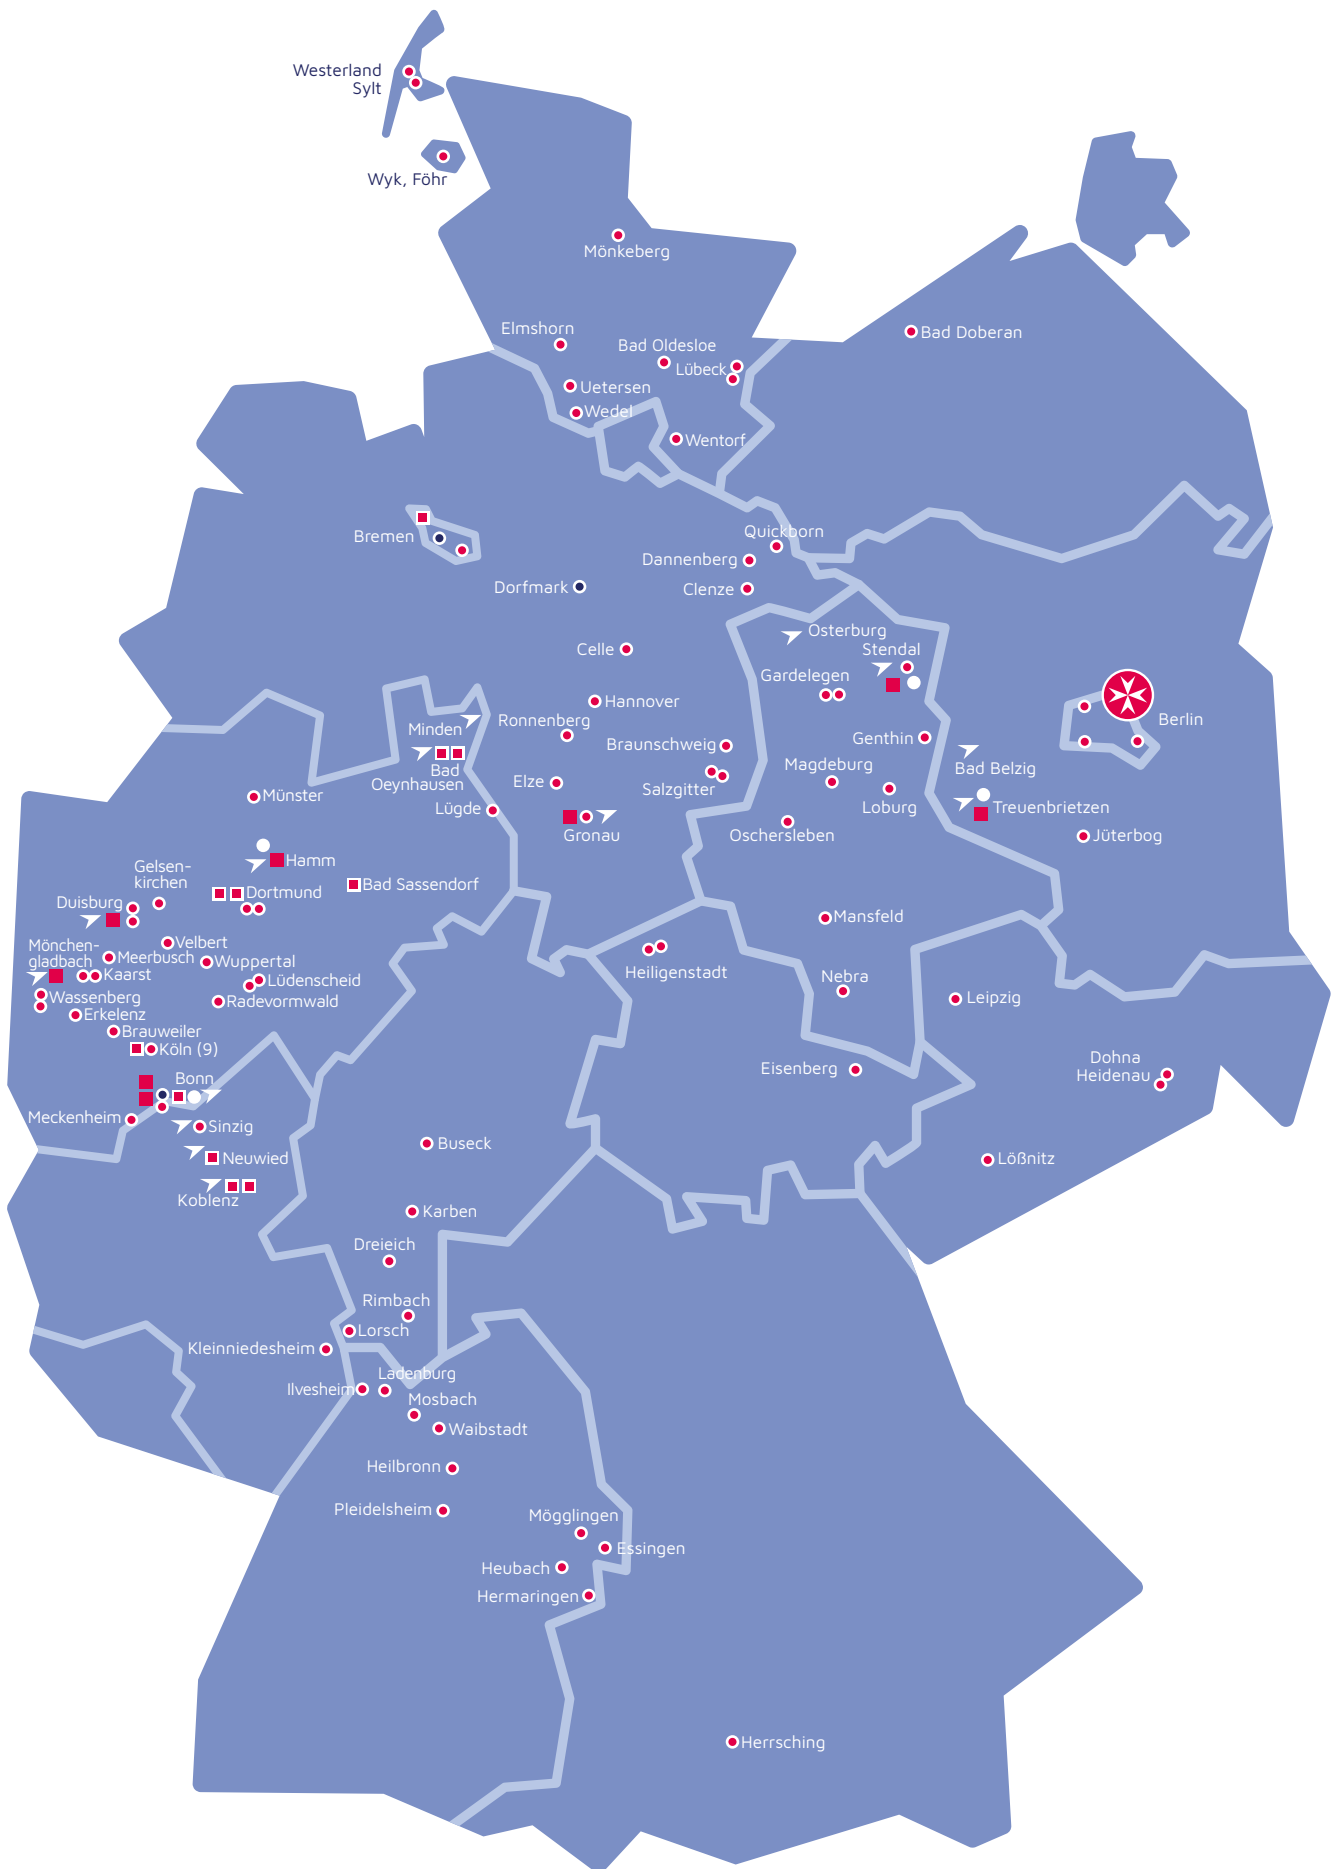 Westerland
Sylt
Wyk, Föhr
Mönkeberg
Elmshorn
Bad Doberan
Bad Oldesloe
Lübeck
Uetersen
Wedel
Wentorf
Quickborn
Bremen
Dannenberg
Dorfmark
Clenze
Osterburg
Celle
Stendal
Gardelegen
Hannover
Ronnenberg
Minden
Berlin
Braunschweig
Genthin
Bad
Oeynhausen
Magdeburg
Bad Belzig
Elze
Salzgitter
Münster
Lügde
Loburg
Treuenbrietzen
Gronau
Oschersleben
Jüterbog
Hamm
Gelsen-
kirchen
Dortmund
Bad Sassendorf
Duisburg
Mansfeld
Velbert
Mönchen-
gladbach
Meerbusch
Wuppertal
Kaarst
Lüdenscheid
Heiligenstadt
Nebra
Wassenberg
Radevormwald
Leipzig
Erkelenz
Brauweiler
Köln (9)
Dohna
Heidenau
Eisenberg
Bonn
Meckenheim
Sinzig
Buseck
Neuwied
Lößnitz
Koblenz
Karben
Dreieich
Rimbach
Lorsch
Kleinniedesheim
Ladenburg
Ilvesheim
Mosbach
Waibstadt
Heilbronn
Pleidelsheim
Mögglingen
Essingen
Heubach
Hermaringen
Herrsching